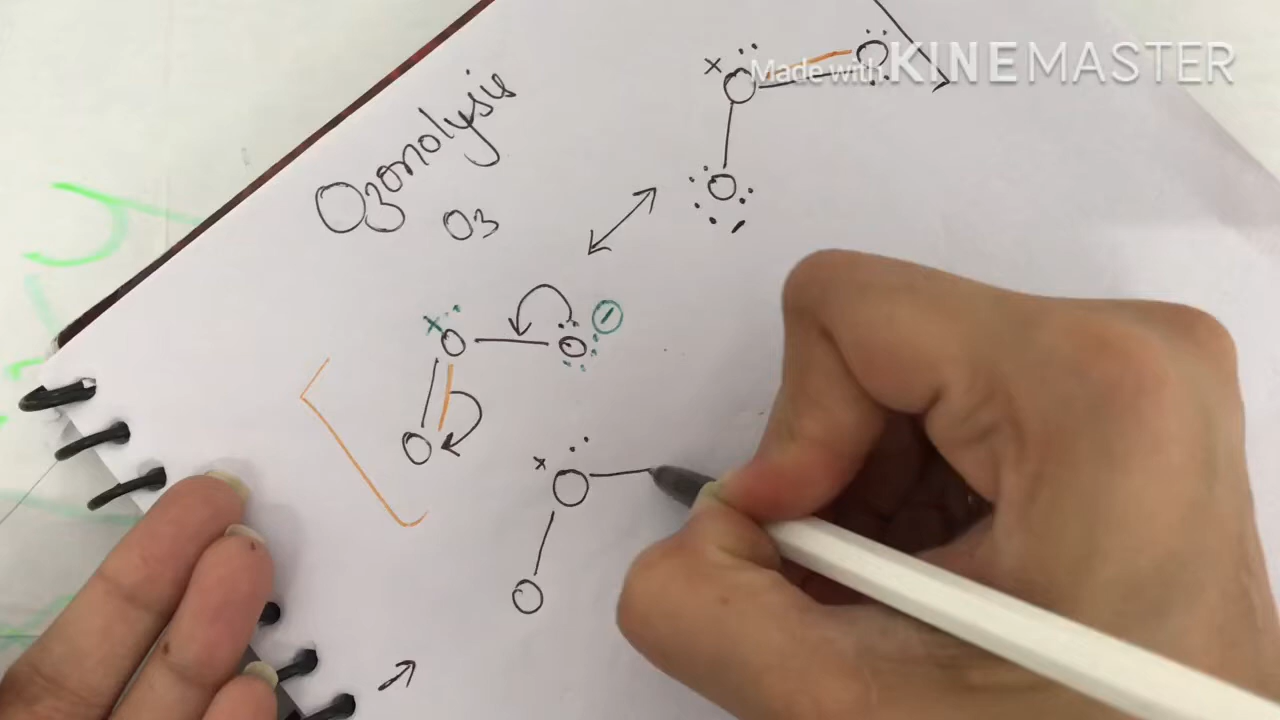 Made with KINEMASTER
Ozonolysis
O3
x O O
O
x O O
O
x O
O